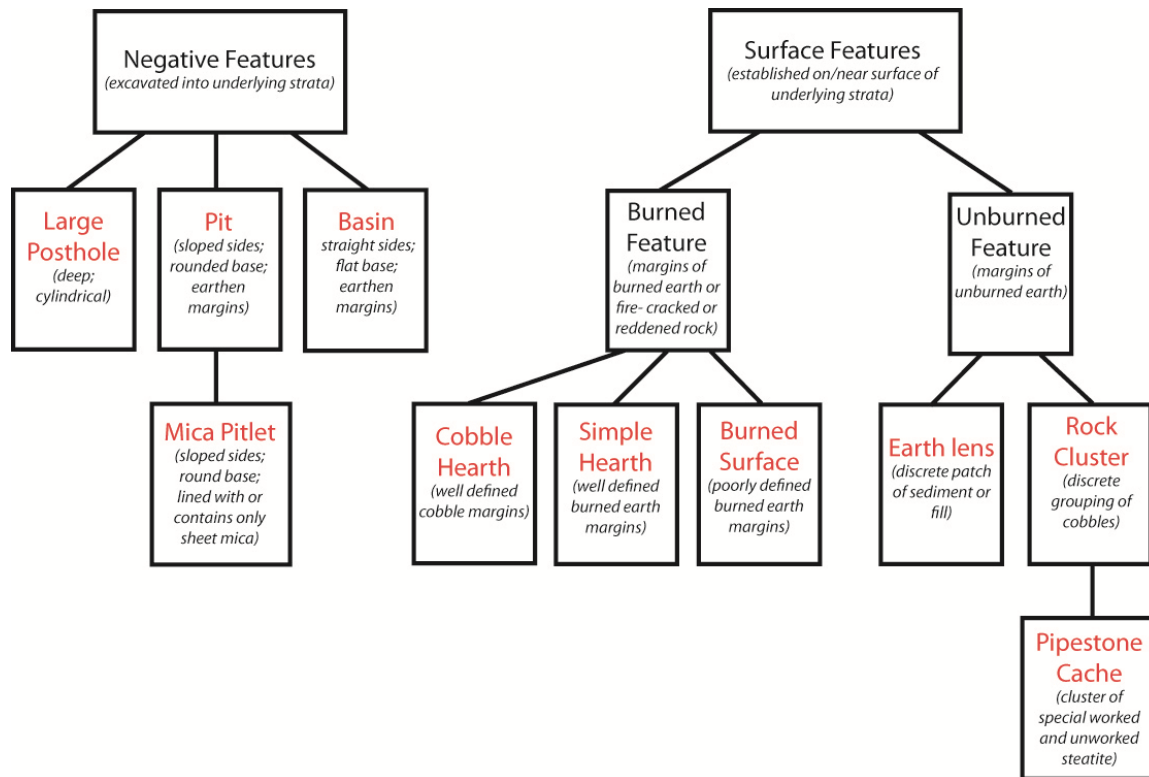 Negative Features
(excavated into underlying strata)
Surface Features
(established on/near surface of
underlying strata)
Large
Posthole
(deep;
cylindrical)
Pit
(sloped sides;
rounded base;
earthen
margins)
Basin
straight sides;
flat base;
earthen
margins)
Burned
Feature
(margins of
burned earth or
fire- cracked or
reddened rock)
Unburned
Feature
(margins of
unburned earth)
Mica Pitlet
(sloped sides;
round base;
lined with or
contains only
sheet mica)
Cobble
Hearth
(well defined
cobble margins)
Simple
Hearth
(well defined
burned earth
margins)
Burned
Surface
(poorly defined
burned earth
margins)
Earth lens
(discrete patch
of sediment or
fill)
Rock
Cluster
(discrete
grouping of
cobbles)
Pipestone
Cache
(cluster of
special worked
and unworked
steatite)